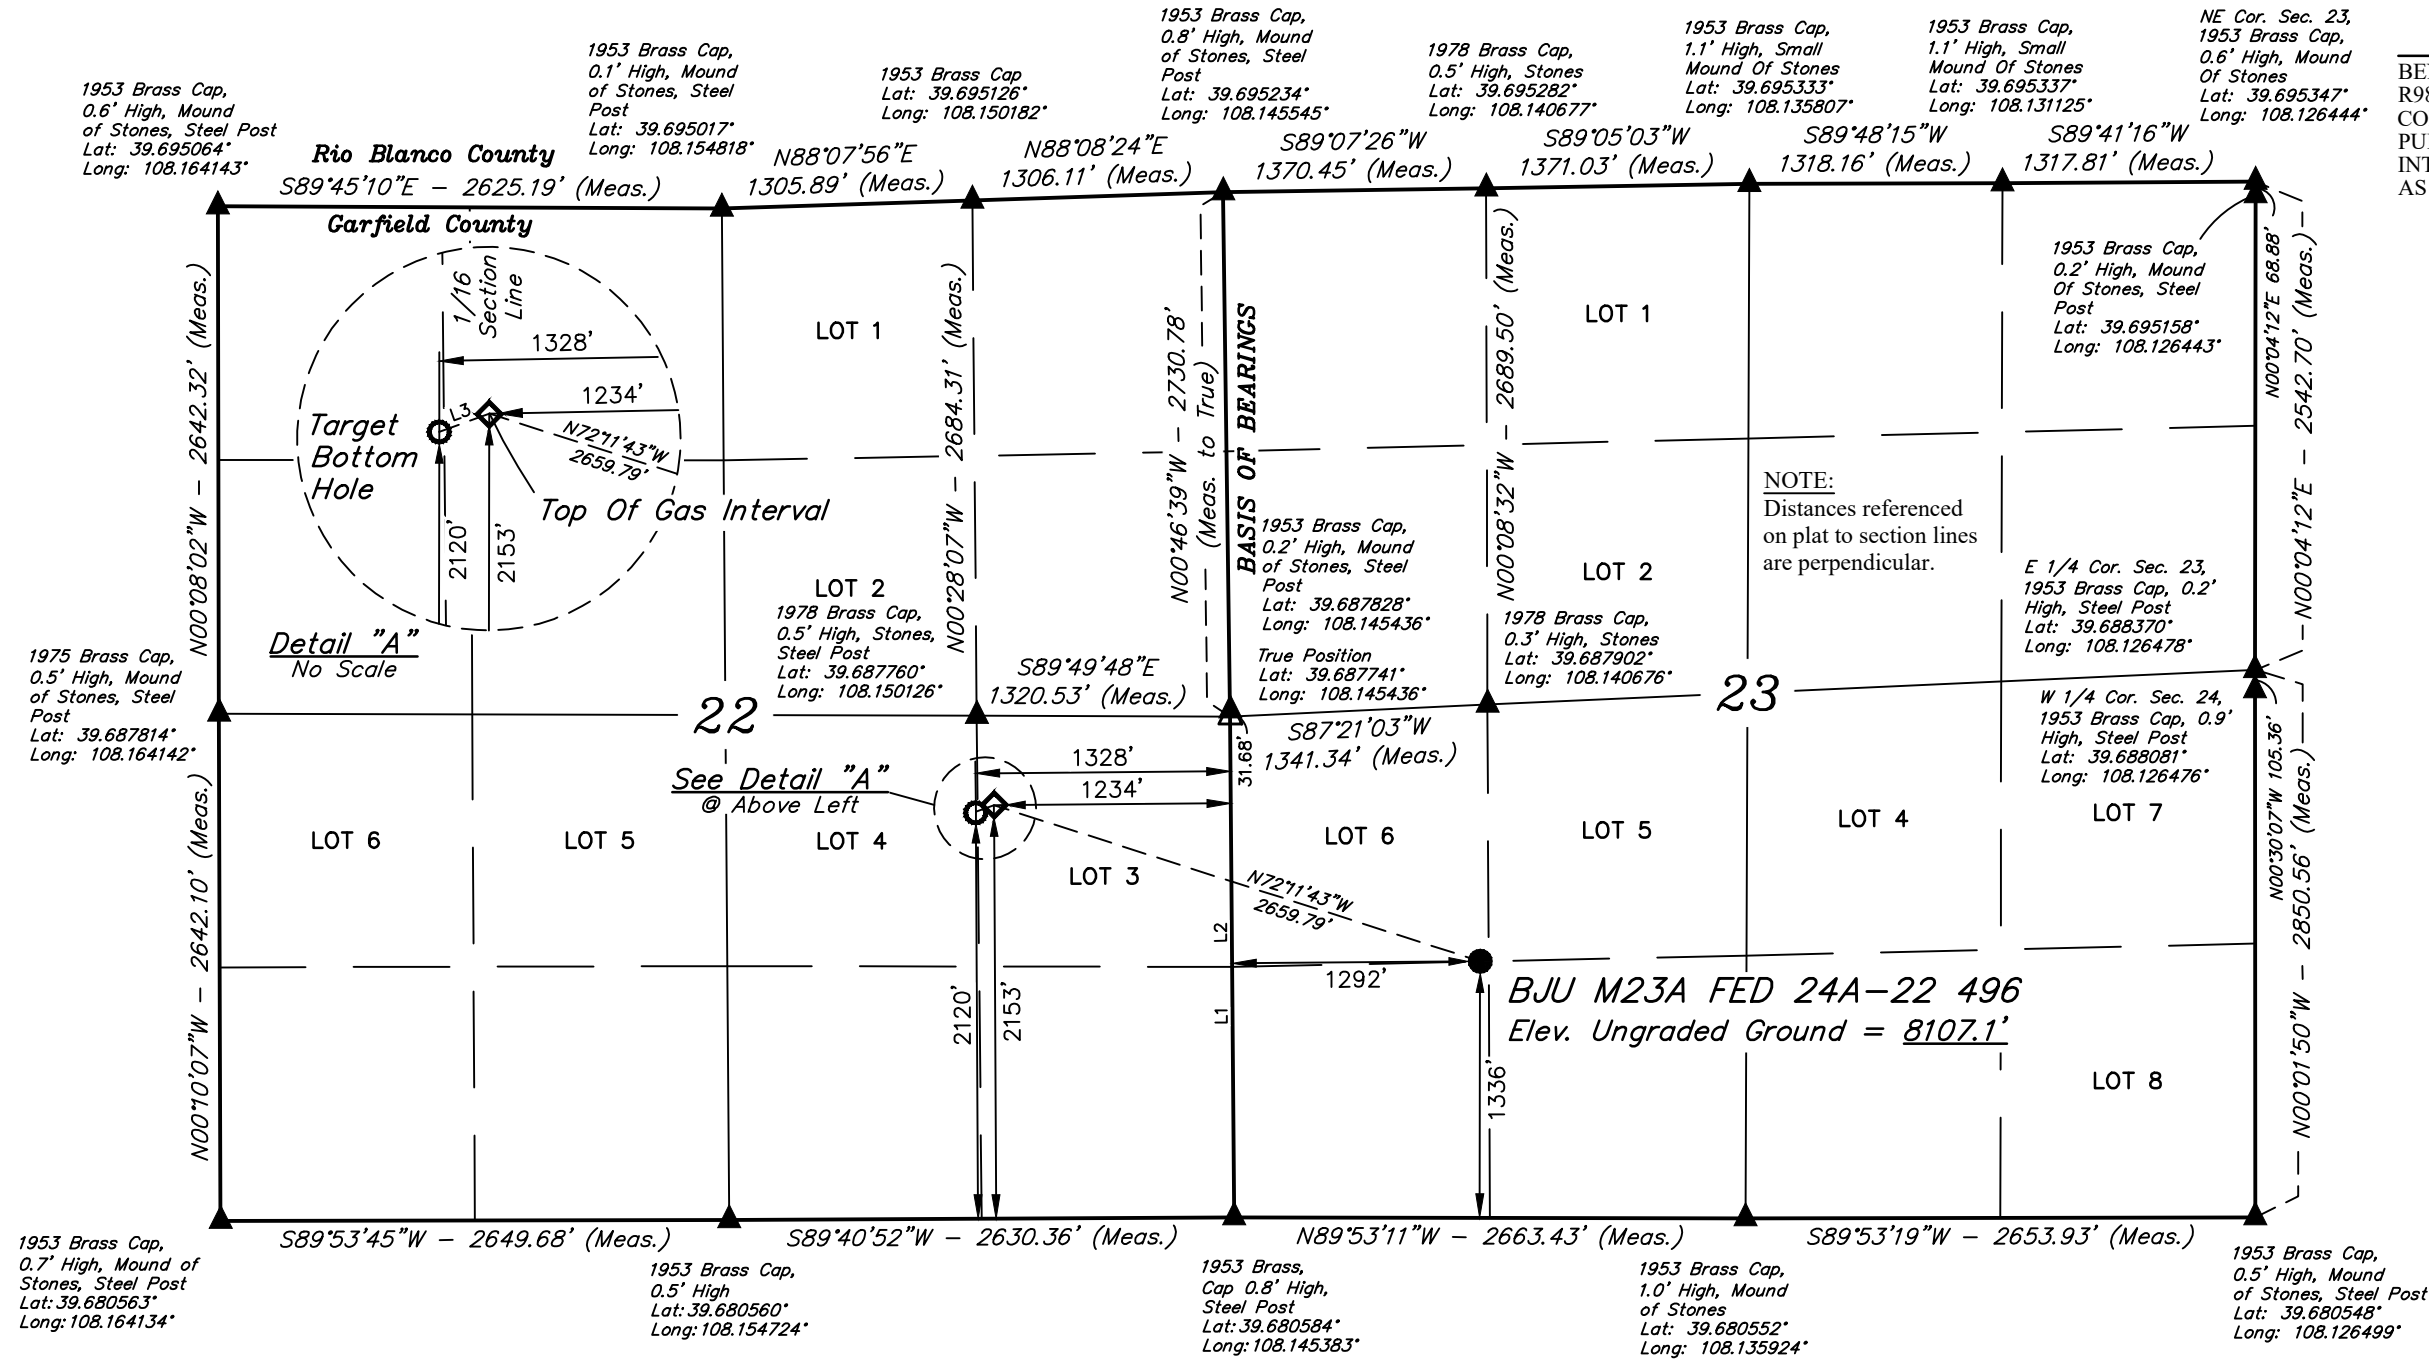 1953 Brass Cap,
0.6' High, Mound
of Stones, Steel Post
Lat: 39.695064°
Long: 108.164143°
1953 Brass Cap,
0.1' High, Mound
of Stones, Steel
Post
Lat: 39.695017°
Long: 108.154818°
1953 Brass Cap
Lat: 39.695126°
Long: 108.150182°
1953 Brass Cap,
0.8' High, Mound
of Stones, Steel
Post
Lat: 39.695234°
Long: 108.145545°
1978 Brass Cap,
0.5' High, Stones
Lat: 39.695282°
Long: 108.140677°
1953 Brass Cap,
1.1' High, Small
Mound Of Stones
Lat: 39.695333°
Long: 108.135807°
1953 Brass Cap,
1.1' High, Small
Mound Of Stones
Lat: 39.695337°
Long: 108.131125°
NE Cor. Sec. 23,
1953 Brass Cap,
0.6' High, Mound
Of Stones
Lat: 39.695347°
Long: 108.126444°
Rio Blanco County
S89°45'10"E - 2625.19' (Meas.)
Garfield County
N88°07'56"E
1305.89' (Meas.)
N88°08'24"E
1306.11' (Meas.)
S89°07'26"W
1370.45' (Meas.)
S89°05'03"W
1371.03' (Meas.)
S89°48'15"W
1318.16' (Meas.)
S89°41'16"W
1317.81' (Meas.)
N00°08'02"W - 2642.32' (Meas.)
1/16
Section
Line
1328'
1234'
L3
N72°11'43"W
2659.79'
Target
Bottom
Hole
Top Of Gas Interval
2120'
2153'
Detail "A"
No Scale
LOT 1
LOT 2
N00°28'07"W - 2684.31' (Meas.)
N00°46'39"W - 2730.78'
(Meas. to True)
BASIS OF BEARINGS
N00°08'32"W - 2689.50' (Meas.)
LOT 1
LOT 2
NOTE:
Distances referenced
on plat to section lines
are perpendicular.
1953 Brass Cap,
0.2' High, Mound
Of Stones, Steel
Post
Lat: 39.695158°
Long: 108.126443°
N00°04'12"E 68.88'
N00°04'12"E - 2542.70' (Meas.)
1978 Brass Cap,
0.5' High, Stones,
Steel Post
Lat: 39.687760°
Long: 108.150126°
S89°49'48"E
1320.53' (Meas.)
1953 Brass Cap,
0.2' High, Mound
of Stones, Steel
Post
Lat: 39.687828°
Long: 108.145436°
True Position
Lat: 39.687741°
Long: 108.145436°
1978 Brass Cap,
0.3' High, Stones
Lat: 39.687902°
Long: 108.140676°
E 1/4 Cor. Sec. 23,
1953 Brass Cap, 0.2'
High, Steel Post
Lat: 39.688370°
Long: 108.126478°
W 1/4 Cor. Sec. 24,
1953 Brass Cap, 0.9'
High, Steel Post
Lat: 39.688081°
Long: 108.126476°
1975 Brass Cap,
0.5' High, Mound
of Stones, Steel
Post
Lat: 39.687814°
Long: 108.164142°
22
23
S87°21'03"W
1341.34' (Meas.)
31.68'
See Detail "A"
@ Above Left
1328'
1234'
N00°10'07"W - 2642.10' (Meas.)
LOT 6
LOT 5
LOT 4
LOT 3
LOT 6
LOT 5
LOT 4
LOT 7
LOT 8
N72°11'43"W
2659.79'
L2
L1
1292'
2120'
2153'
1336'
BJU M23A FED 24A-22 496
Elev. Ungraded Ground = 8107.1'
N00°30'07"W 105.36'
N00°01'50"W - 2850.56' (Meas.)
S89°53'45"W - 2649.68' (Meas.)
S89°40'52"W - 2630.36' (Meas.)
N89°53'11"W - 2663.43' (Meas.)
S89°53'19"W - 2653.93' (Meas.)
1953 Brass Cap,
0.7' High, Mound of
Stones, Steel Post
Lat: 39.680563°
Long: 108.164134°
1953 Brass Cap,
0.5' High
Lat: 39.680560°
Long: 108.154724°
1953 Brass,
Cap 0.8' High,
Steel Post
Lat: 39.680584°
Long: 108.145383°
1953 Brass Cap,
1.0' High, Mound
of Stones
Lat: 39.680552°
Long: 108.135924°
1953 Brass Cap,
0.5' High, Mound
of Stones, Steel Post
Lat: 39.680548°
Long: 108.126499°